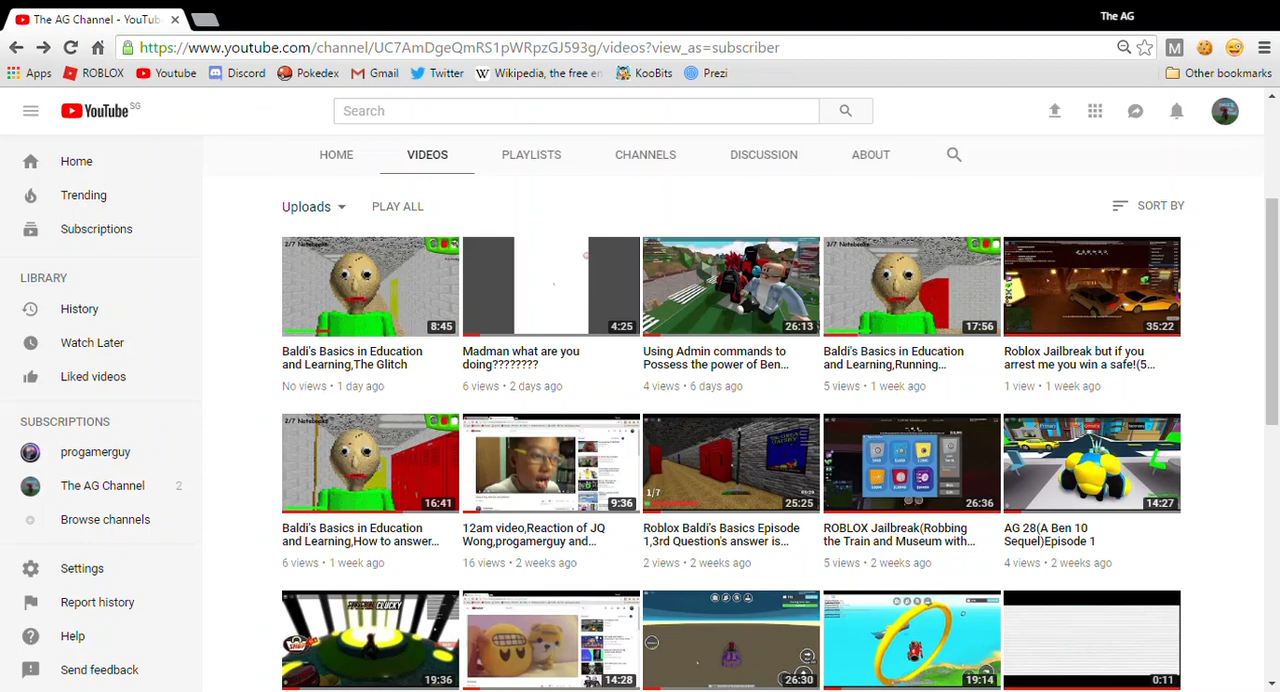 The AG Channel - YouTub
The AG
https://www.youtube.com/channel/UC7AmDgeQmRS1pWRpzGJ593g/videos?view_as=subscriber
Apps ROBLOX Youtube Discord Pokedex Gmail Twitter Wikipedia, the free en KooBits Prezi Other bookmarks
YouTube SG
Search
HOME VIDEOS PLAYLISTS CHANNELS DISCUSSION ABOUT
Home
Trending
Subscriptions
LIBRARY
History
Watch Later
Liked videos
SUBSCRIPTIONS
progamerguy
The AG Channel 2
Browse channels
Settings
Report history
Help
Send feedback
Uploads PLAY ALL SORT BY
2/7 Notebooks
8:45
4:25
26:13
2/7 Notebooks
17:56
35:22
Baldi's Basics in Education
and Learning,The Glitch
No views • 1 day ago
Madman what are you
doing????????
6 views • 2 days ago
Using Admin commands to
Possess the power of Ben...
4 views • 6 days ago
Baldi's Basics in Education
and Learning,Running...
5 views • 1 week ago
Roblox Jailbreak but if you
arrest me you win a safe!(5...
1 view • 1 week ago
2/7 Notebooks
16:41
9:36
1/7
25:25
26:36
14:27
Baldi's Basics in Education
and Learning,How to answer...
6 views • 1 week ago
12am video,Reaction of JQ
Wong,progamerguy and...
16 views • 2 weeks ago
Roblox Baldi's Basics Episode
1,3rd Question's answer is...
2 views • 2 weeks ago
ROBLOX Jailbreak(Robbing
the Train and Museum with...
5 views • 2 weeks ago
AG 28(A Ben 10
Sequel)Episode 1
4 views • 2 weeks ago
19:36
14:28
26:30
19:14
0:11